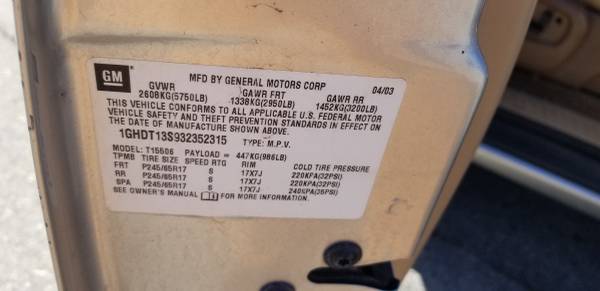 GM
MFD BY GENERAL MOTORS CORP 04/03
GVWR GAWR FRT GAWR RR
2608KG(5750LB) 1338KG(2950LB) 1452KG(3200LB)
THIS VEHICLE CONFORMS TO ALL APPLICABLE U.S. FEDERAL MOTOR
VEHICLE SAFETY AND THEFT PREVENTION STANDARDS IN EFFECT ON
THE DATE OF MANUFACTURE SHOWN ABOVE.
1GHDT13S932352315 TYPE: M.P.V.
MODEL: T15506 PAYLOAD = 447KG(986LB)
TPMB TIRE SIZE SPEED RTG RIM COLD TIRE PRESSURE
FRT P245/65R17 S 17X7J 220KPA(32PSI)
RR P245/65R17 S 17X7J 220KPA(32PSI)
SPA P245/65R17 S 17X7J 240KPA(35PSI)
SEE OWNER'S MANUAL FOR MORE INFORMATION.